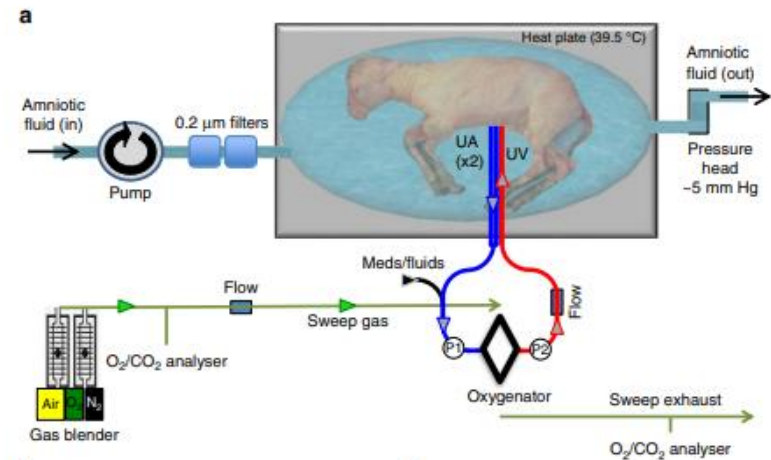 a
Heat plate (39.5 °C)
Amniotic
fluid (in)
0.2 μm filters
Pump
UA
(x2)
UV
Amniotic
fluid (out)
Pressure
head
~5 mm Hg
Meds/fluids
Flow
Sweep gas
O₂/CO₂ analyser
Flow
P1
P2
Oxygenator
Air
O₂
N₂
Gas blender
Sweep exhaust
O₂/CO₂ analyser